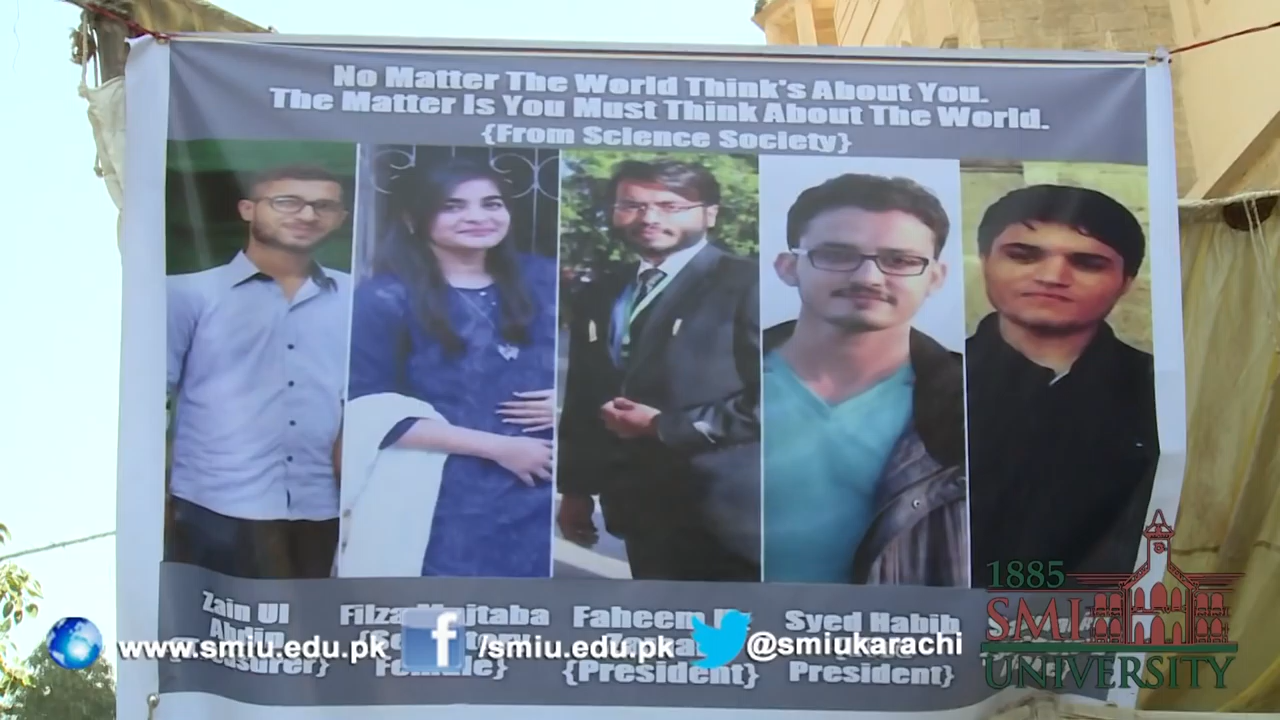 No Matter The World Think's About You.
The Matter Is You Must Think About The World.
{From Science Society}
Zain Ul
Filza Mujtaba
Faheem
Syed Habib
{President}
President}
www.smiu.edu.pk
/smiu.edu.pk
@smiukarachi
1885
SMI
UNIVERSITY